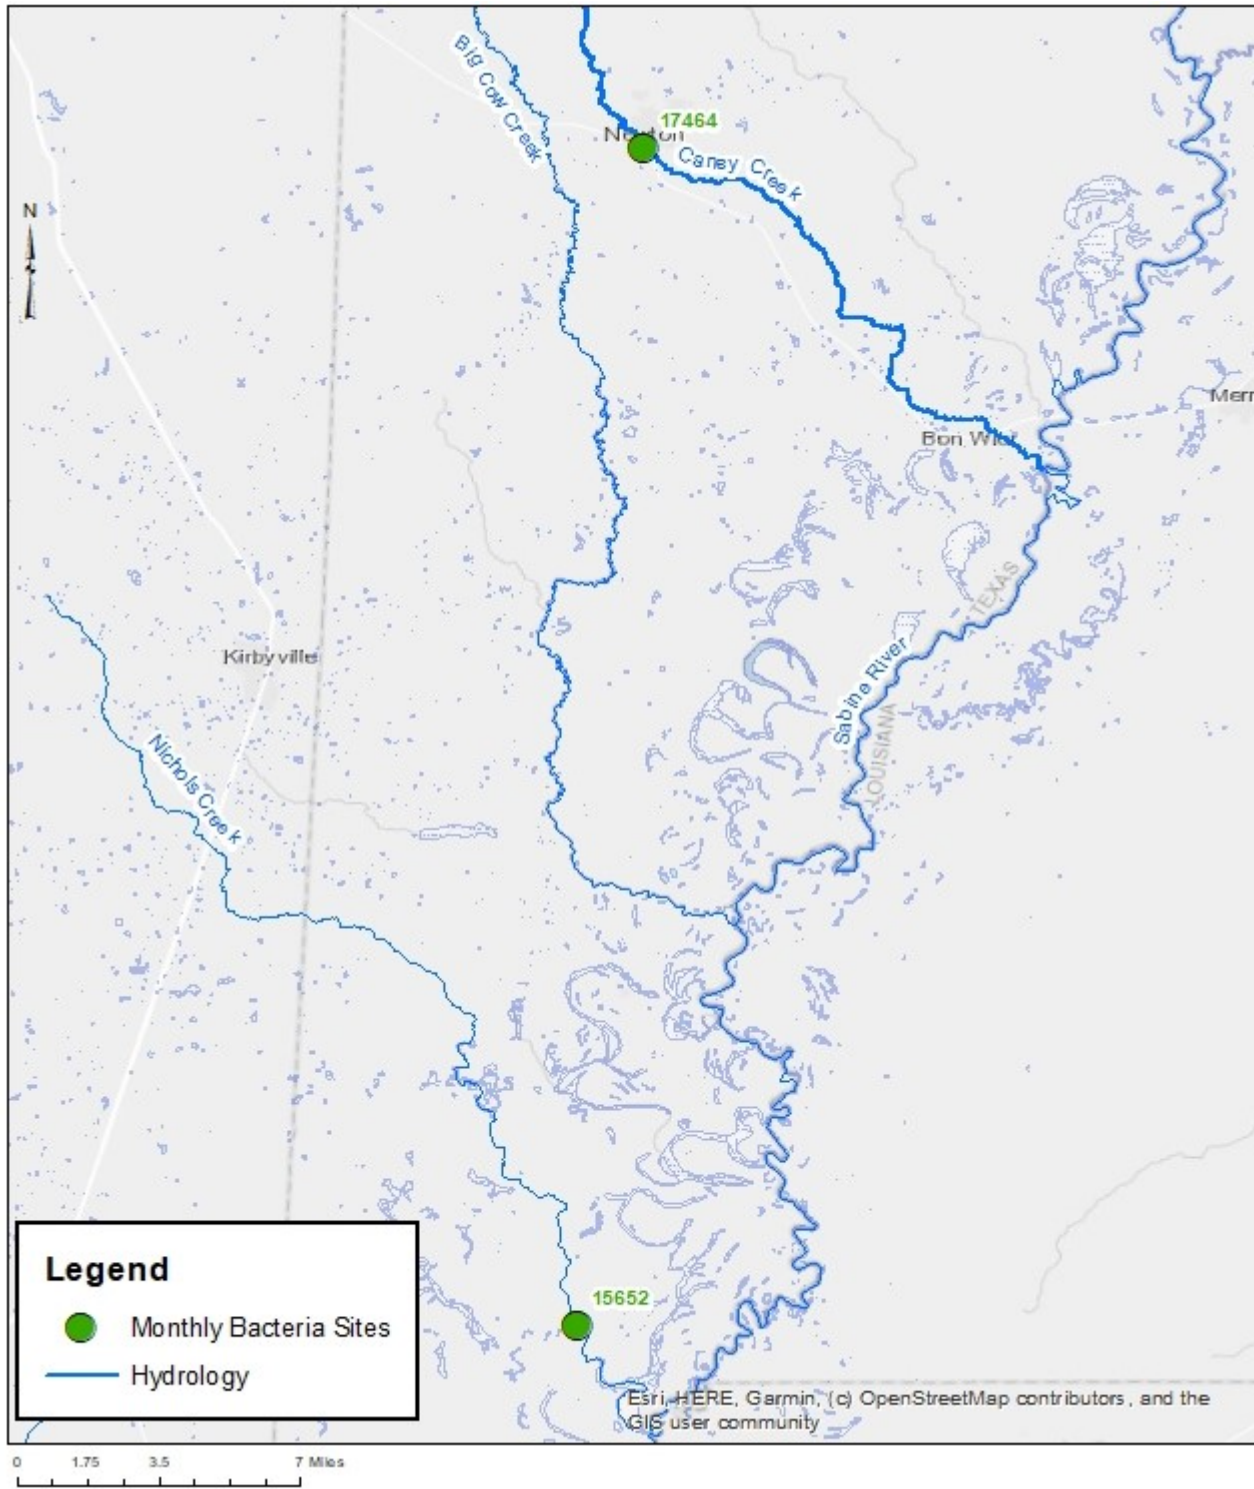 Big Cow Creek
17464
Newton
Caney Creek
N
Merr
Bon Wier
TEXAS
Kirbyville
Sabine River
LOUISIANA
Nichols Creek
Legend
Monthly Bacteria Sites
Hydrology
15652
Esri, HERE, Garmin, (c) OpenStreetMap contributors, and the
GIS user community
0 1.75 3.5 7 Miles